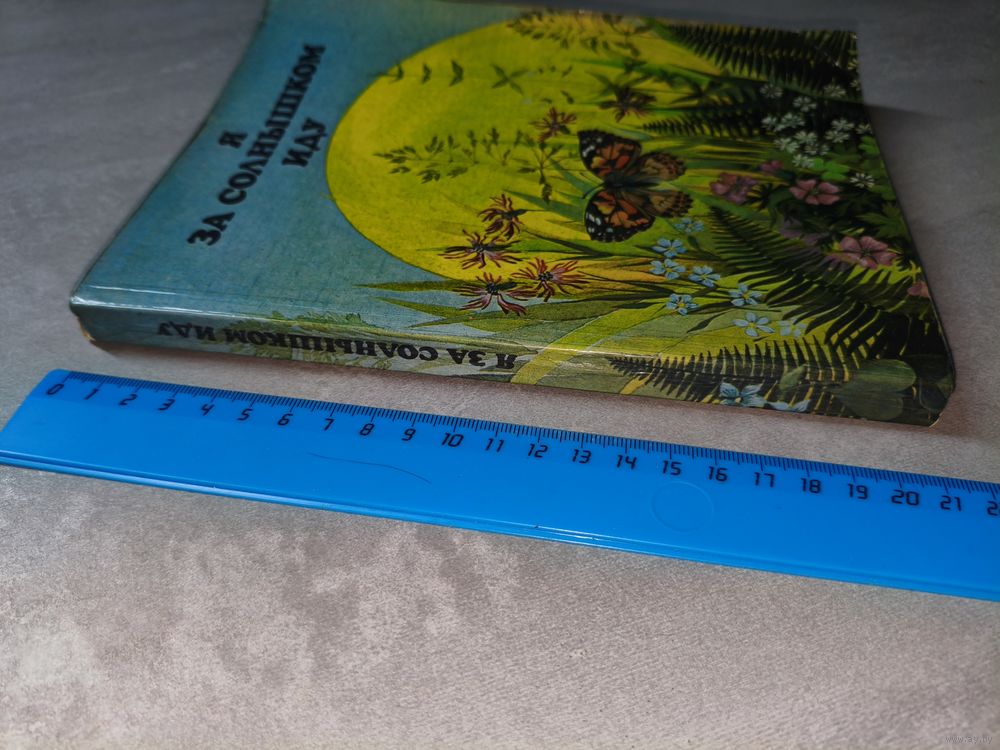 Я
ЗА СОЛНЫШКОМ
ИДУ
Я ЗА СОЛНЫШКОМ ИДУ
0 1 2 3 4 5 6 7 8 9 10 11 12 13 14 15 16 17 18 19 20 21